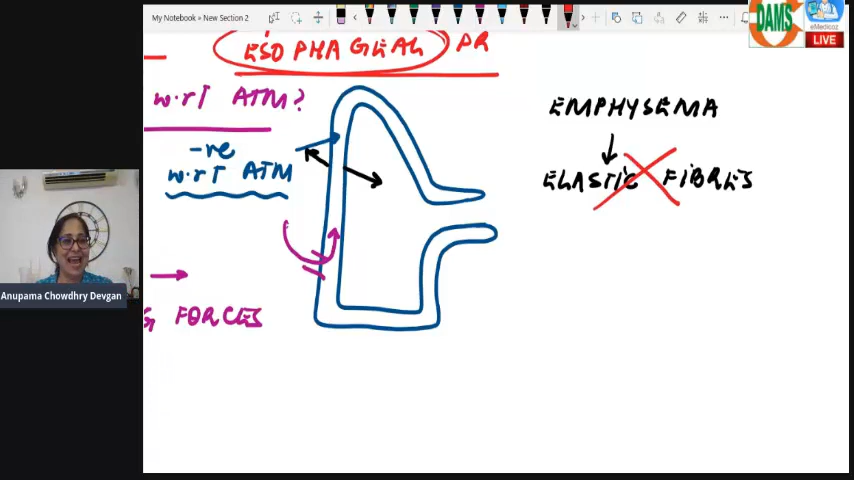 My Notebook > New Section 2
DAMS
eMedicoz
LIVE
ESOPHAGEAL PR
w.r.T ATM?
EMPHYSEMA
-ve
w.r.T ATM
ELASTIC FIBRES
Anupama Chowdhry Devgan
G FORCES